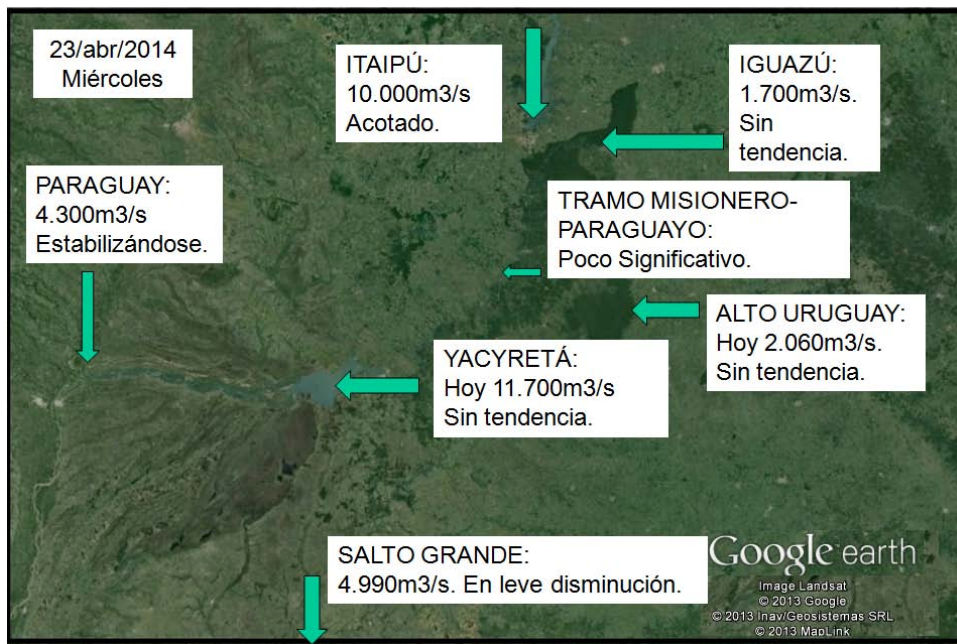 23/abr/2014
Miércoles
ITAIPÚ:
10.000m3/s
Acotado.
IGUAZÚ:
1.700m3/s.
Sin
tendencia.
PARAGUAY:
4.300m3/s
Estabilizándose.
TRAMO MISIONERO-
PARAGUAYO:
Poco Significativo.
ALTO URUGUAY:
Hoy 2.060m3/s.
Sin tendencia.
YACYRETÁ:
Hoy 11.700m3/s
Sin tendencia.
SALTO GRANDE:
4.990m3/s. En leve disminución.
Google earth
Image Landsat
© 2013 Google
© 2013 Inav/Geosistemas SRL
© 2013 MapLink